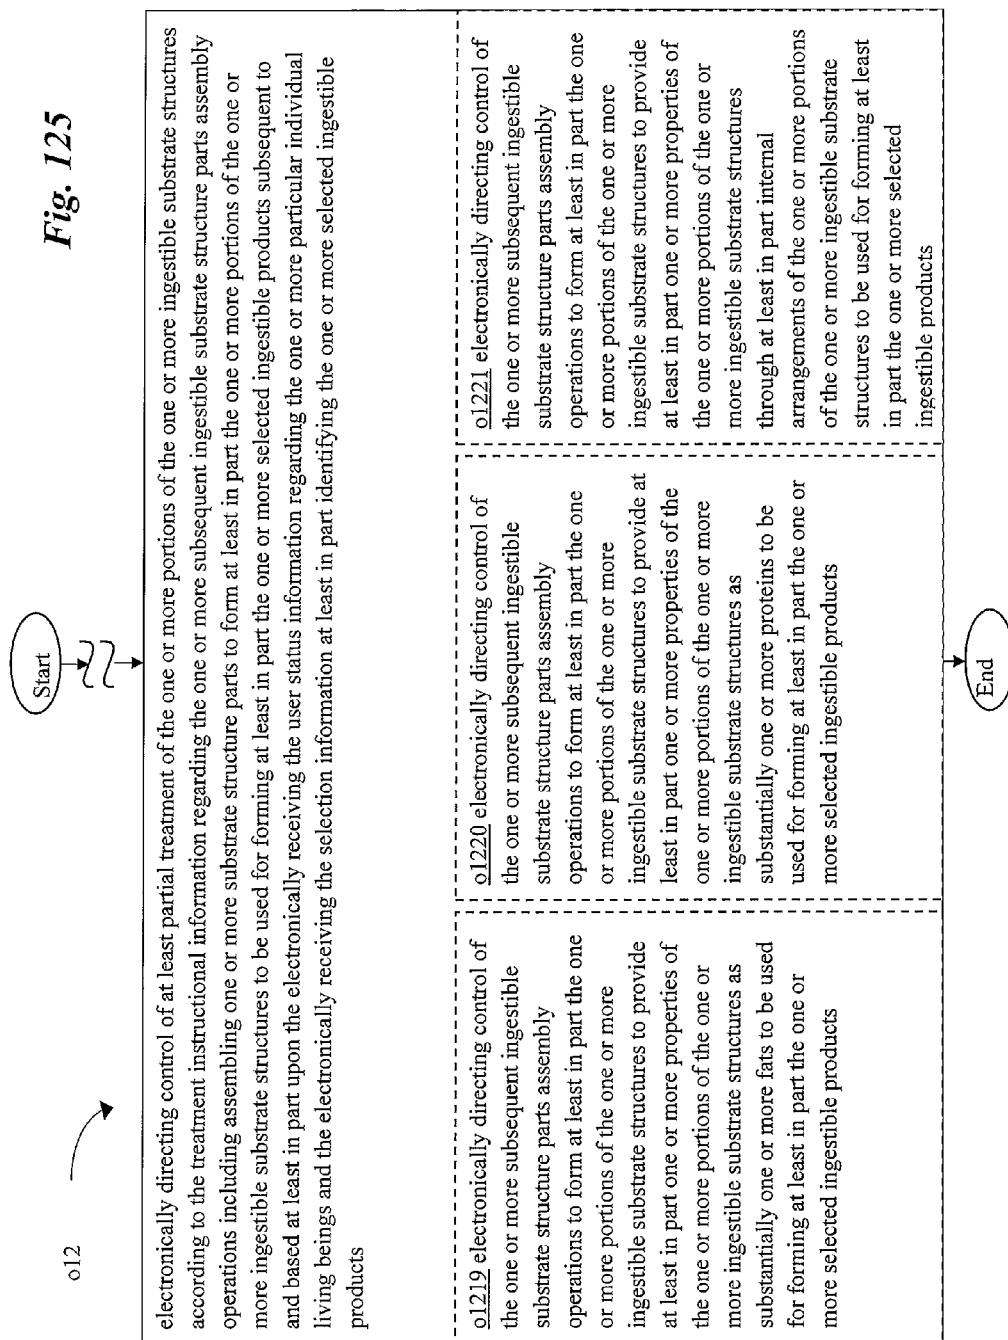 Fig. 125
o12
Start
electronically directing control of at least partial treatment of the one or more portions of the one or more ingestible substrate structures
according to the treatment instructional information regarding the one or more subsequent ingestible substrate structure parts assembly
operations including assembling one or more substrate structure parts to form at least in part the one or more portions of the one or
more ingestible substrate structures to be used for forming at least in part the one or more selected ingestible products subsequent to
and based at least in part upon the electronically receiving the user status information regarding the one or more particular individual
living beings and the electronically receiving the selection information at least in part identifying the one or more selected ingestible
products
o1219 electronically directing control of
the one or more subsequent ingestible
substrate structure parts assembly
operations to form at least in part the one
or more portions of the one or more
ingestible substrate structures to provide
at least in part one or more properties of
the one or more portions of the one or
more ingestible substrate structures as
substantially one or more fats to be used
for forming at least in part the one or
more selected ingestible products
o1220 electronically directing control of
the one or more subsequent ingestible
substrate structure parts assembly
operations to form at least in part the one
or more portions of the one or more
ingestible substrate structures to provide at
least in part one or more properties of the
one or more portions of the one or more
ingestible substrate structures as
substantially one or more proteins to be
used for forming at least in part the one or
more selected ingestible products
o1221 electronically directing control of
the one or more subsequent ingestible
substrate structure parts assembly
operations to form at least in part the one
or more portions of the one or more
ingestible substrate structures to provide
at least in part one or more properties of
the one or more portions of the one or
more ingestible substrate structures
through at least in part internal
arrangements of the one or more portions
of the one or more ingestible substrate
structures to be used for forming at least
in part the one or more selected
ingestible products
End